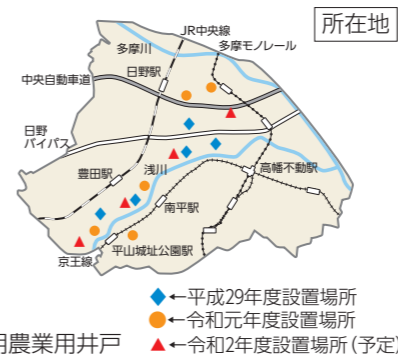 所在地
JR中央線
多摩川
多摩モノレール
日野駅
中央自動車道
日野
バイパス
豊田駅
浅川
高幡不動駅
南平駅
京王線
平山城址公園駅
←平成29年度設置場所
←令和元年度設置場所
←令和2年度設置場所(予定)
農業用井戸